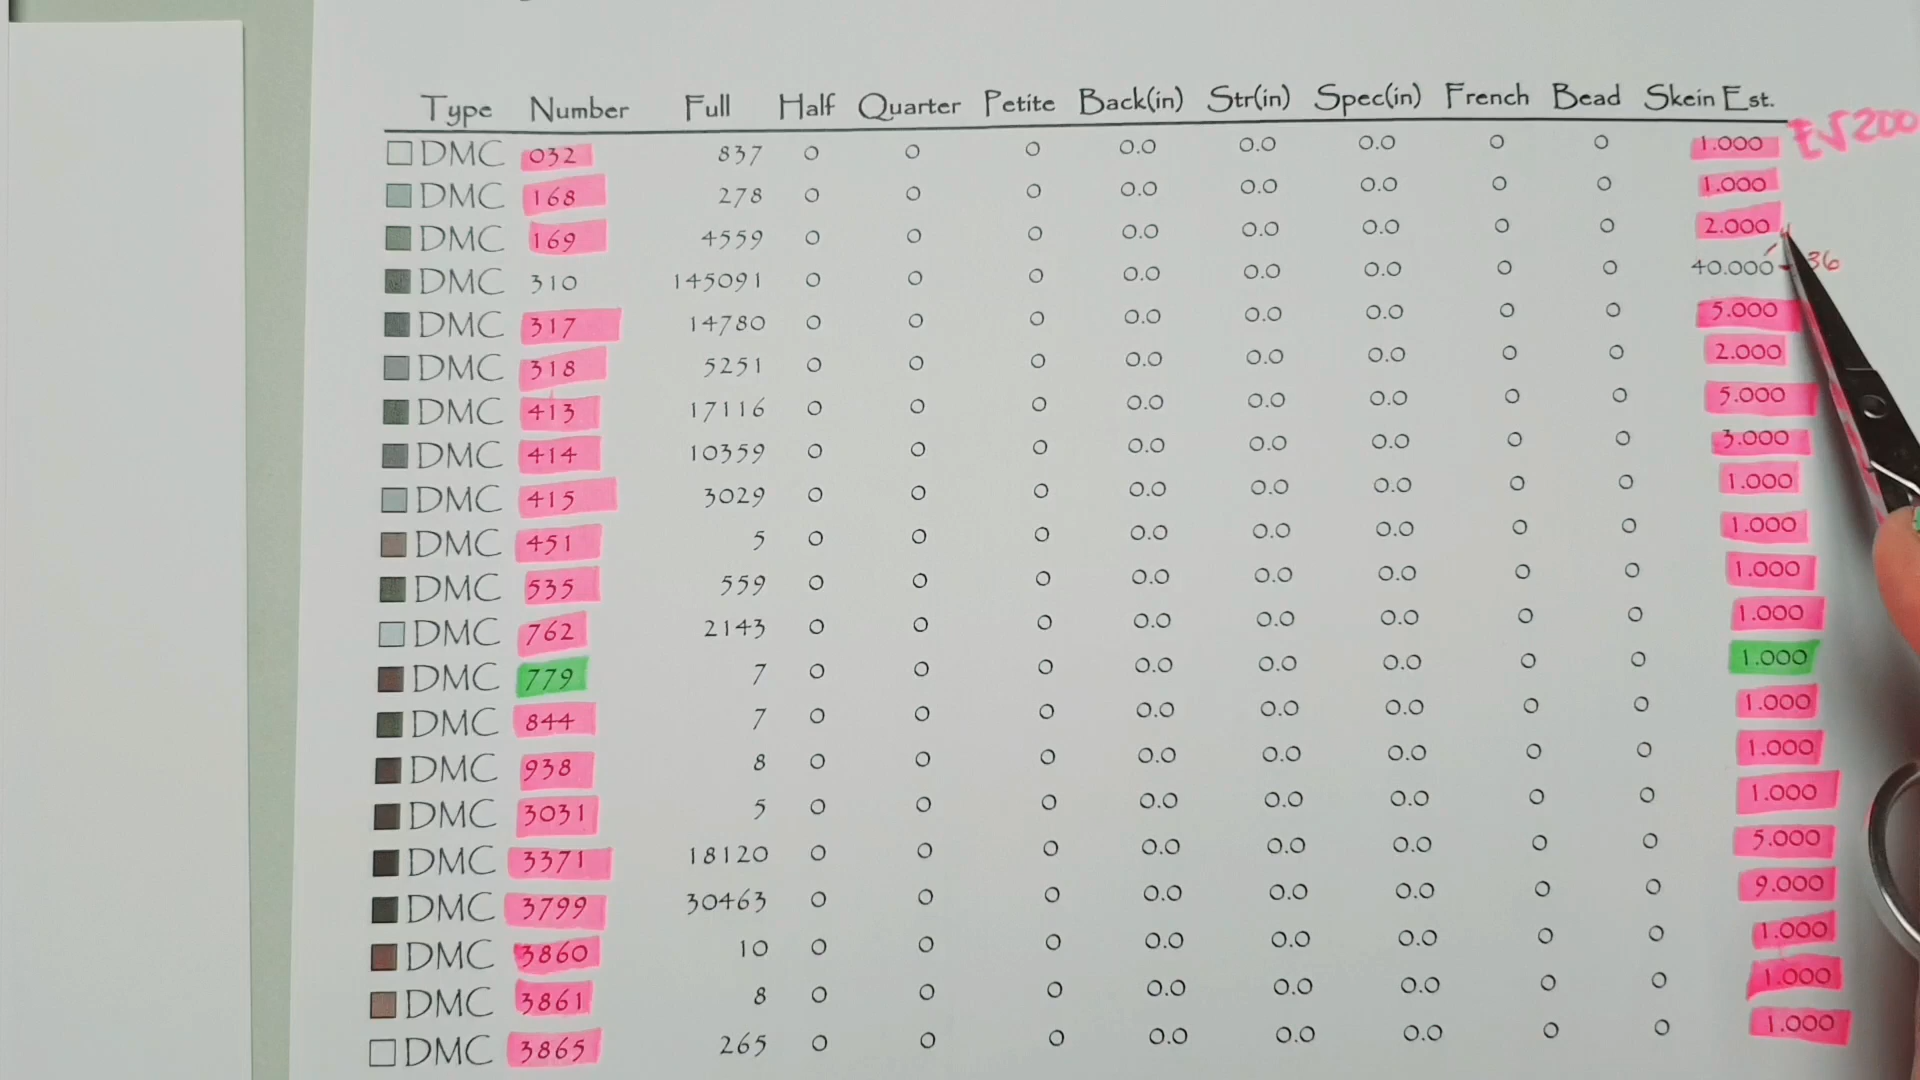 Type Number Full Half Quarter Petite Back(in) Str(in) Spec(in) French Bead Skein Est.
DMC 032 837 0 0 0 0.0 0.0 0.0 0 0 1.000 EV200
DMC 168 278 0 0 0 0.0 0.0 0.0 0 0 1.000
DMC 169 4559 0 0 0 0.0 0.0 0.0 0 0 2.000
DMC 310 145091 0 0 0 0.0 0.0 0.0 0 0 40.000 - 36
DMC 317 14780 0 0 0 0.0 0.0 0.0 0 0 5.000
DMC 318 5251 0 0 0 0.0 0.0 0.0 0 0 2.000
DMC 413 17116 0 0 0 0.0 0.0 0.0 0 0 5.000
DMC 414 10359 0 0 0 0.0 0.0 0.0 0 0 3.000
DMC 415 3029 0 0 0 0.0 0.0 0.0 0 0 1.000
DMC 451 5 0 0 0 0.0 0.0 0.0 0 0 1.000
DMC 535 559 0 0 0 0.0 0.0 0.0 0 0 1.000
DMC 762 2143 0 0 0 0.0 0.0 0.0 0 0 1.000
DMC 779 7 0 0 0 0.0 0.0 0.0 0 0 1.000
DMC 844 7 0 0 0 0.0 0.0 0.0 0 0 1.000
DMC 938 8 0 0 0 0.0 0.0 0.0 0 0 1.000
DMC 3031 5 0 0 0 0.0 0.0 0.0 0 0 1.000
DMC 3371 18120 0 0 0 0.0 0.0 0.0 0 0 5.000
DMC 3799 30463 0 0 0 0.0 0.0 0.0 0 0 9.000
DMC 3860 10 0 0 0 0.0 0.0 0.0 0 0 1.000
DMC 3861 8 0 0 0 0.0 0.0 0.0 0 0 1.000
DMC 3865 265 0 0 0 0.0 0.0 0.0 0 0 1.000